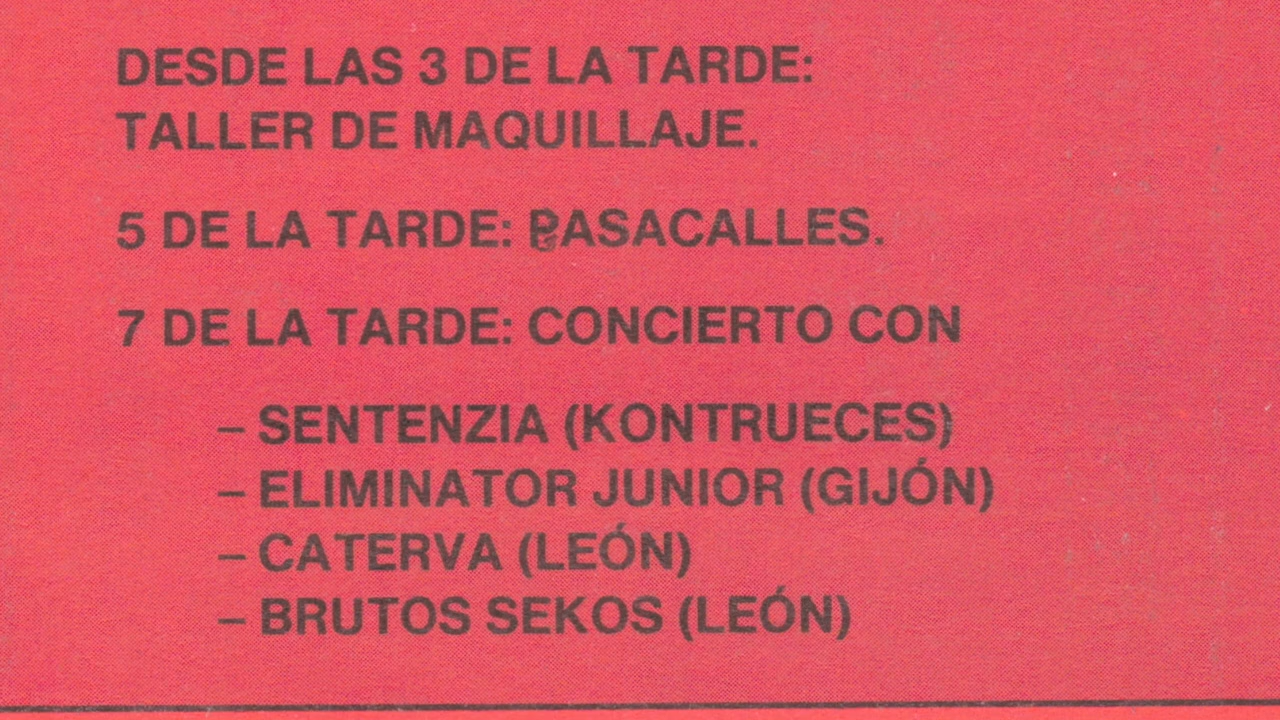 DESDE LAS 3 DE LA TARDE:
TALLER DE MAQUILLAJE.
5 DE LA TARDE: PASACALLES.
7 DE LA TARDE: CONCIERTO CON
– SENTENZIA (KONTRUECES)
– ELIMINATOR JUNIOR (GIJÓN)
– CATERVA (LEÓN)
– BRUTOS SEKOS (LEÓN)